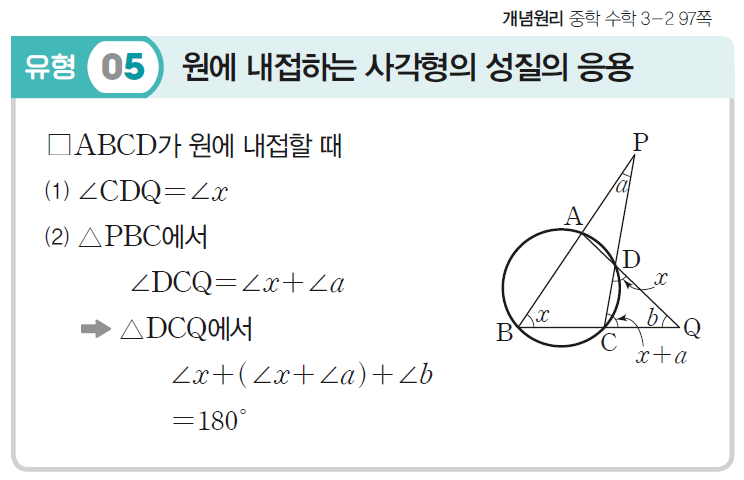 개념원리 중학 수학 3-2 97쪽
유형 05 원에 내접하는 사각형의 성질의 응용
□ABCD가 원에 내접할 때
⑴ ∠CDQ=∠x
⑵ △PBC에서
∠DCQ=∠x+∠a
➡ △DCQ에서
∠x+(∠x+∠a)+∠b
=180°
P
a
A
D
x
B
x
b
Q
C
x+a